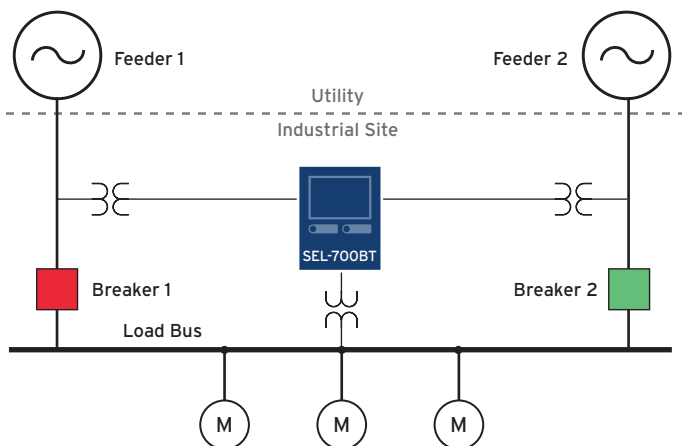 Feeder 1
Feeder 2
Utility
Industrial Site
SEL-700BT
Breaker 1
Breaker 2
Load Bus
M
M
M